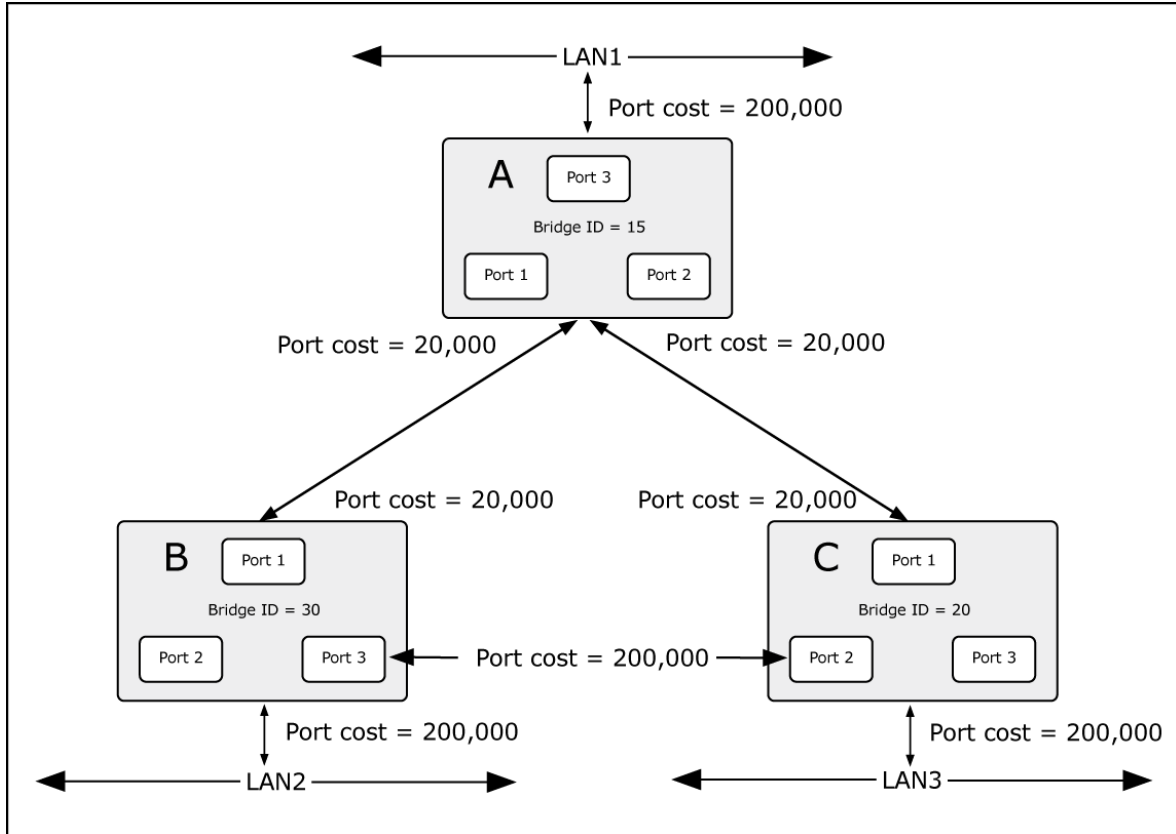 LAN1
Port cost = 200,000
A
Port 3
Bridge ID = 15
Port 1
Port 2
Port cost = 20,000
Port cost = 20,000
Port cost = 20,000
Port cost = 20,000
B
Port 1
Bridge ID = 30
Port 2
Port 3
Port cost = 200,000
C
Port 1
Bridge ID = 20
Port 2
Port 3
Port cost = 200,000
LAN2
Port cost = 200,000
LAN3